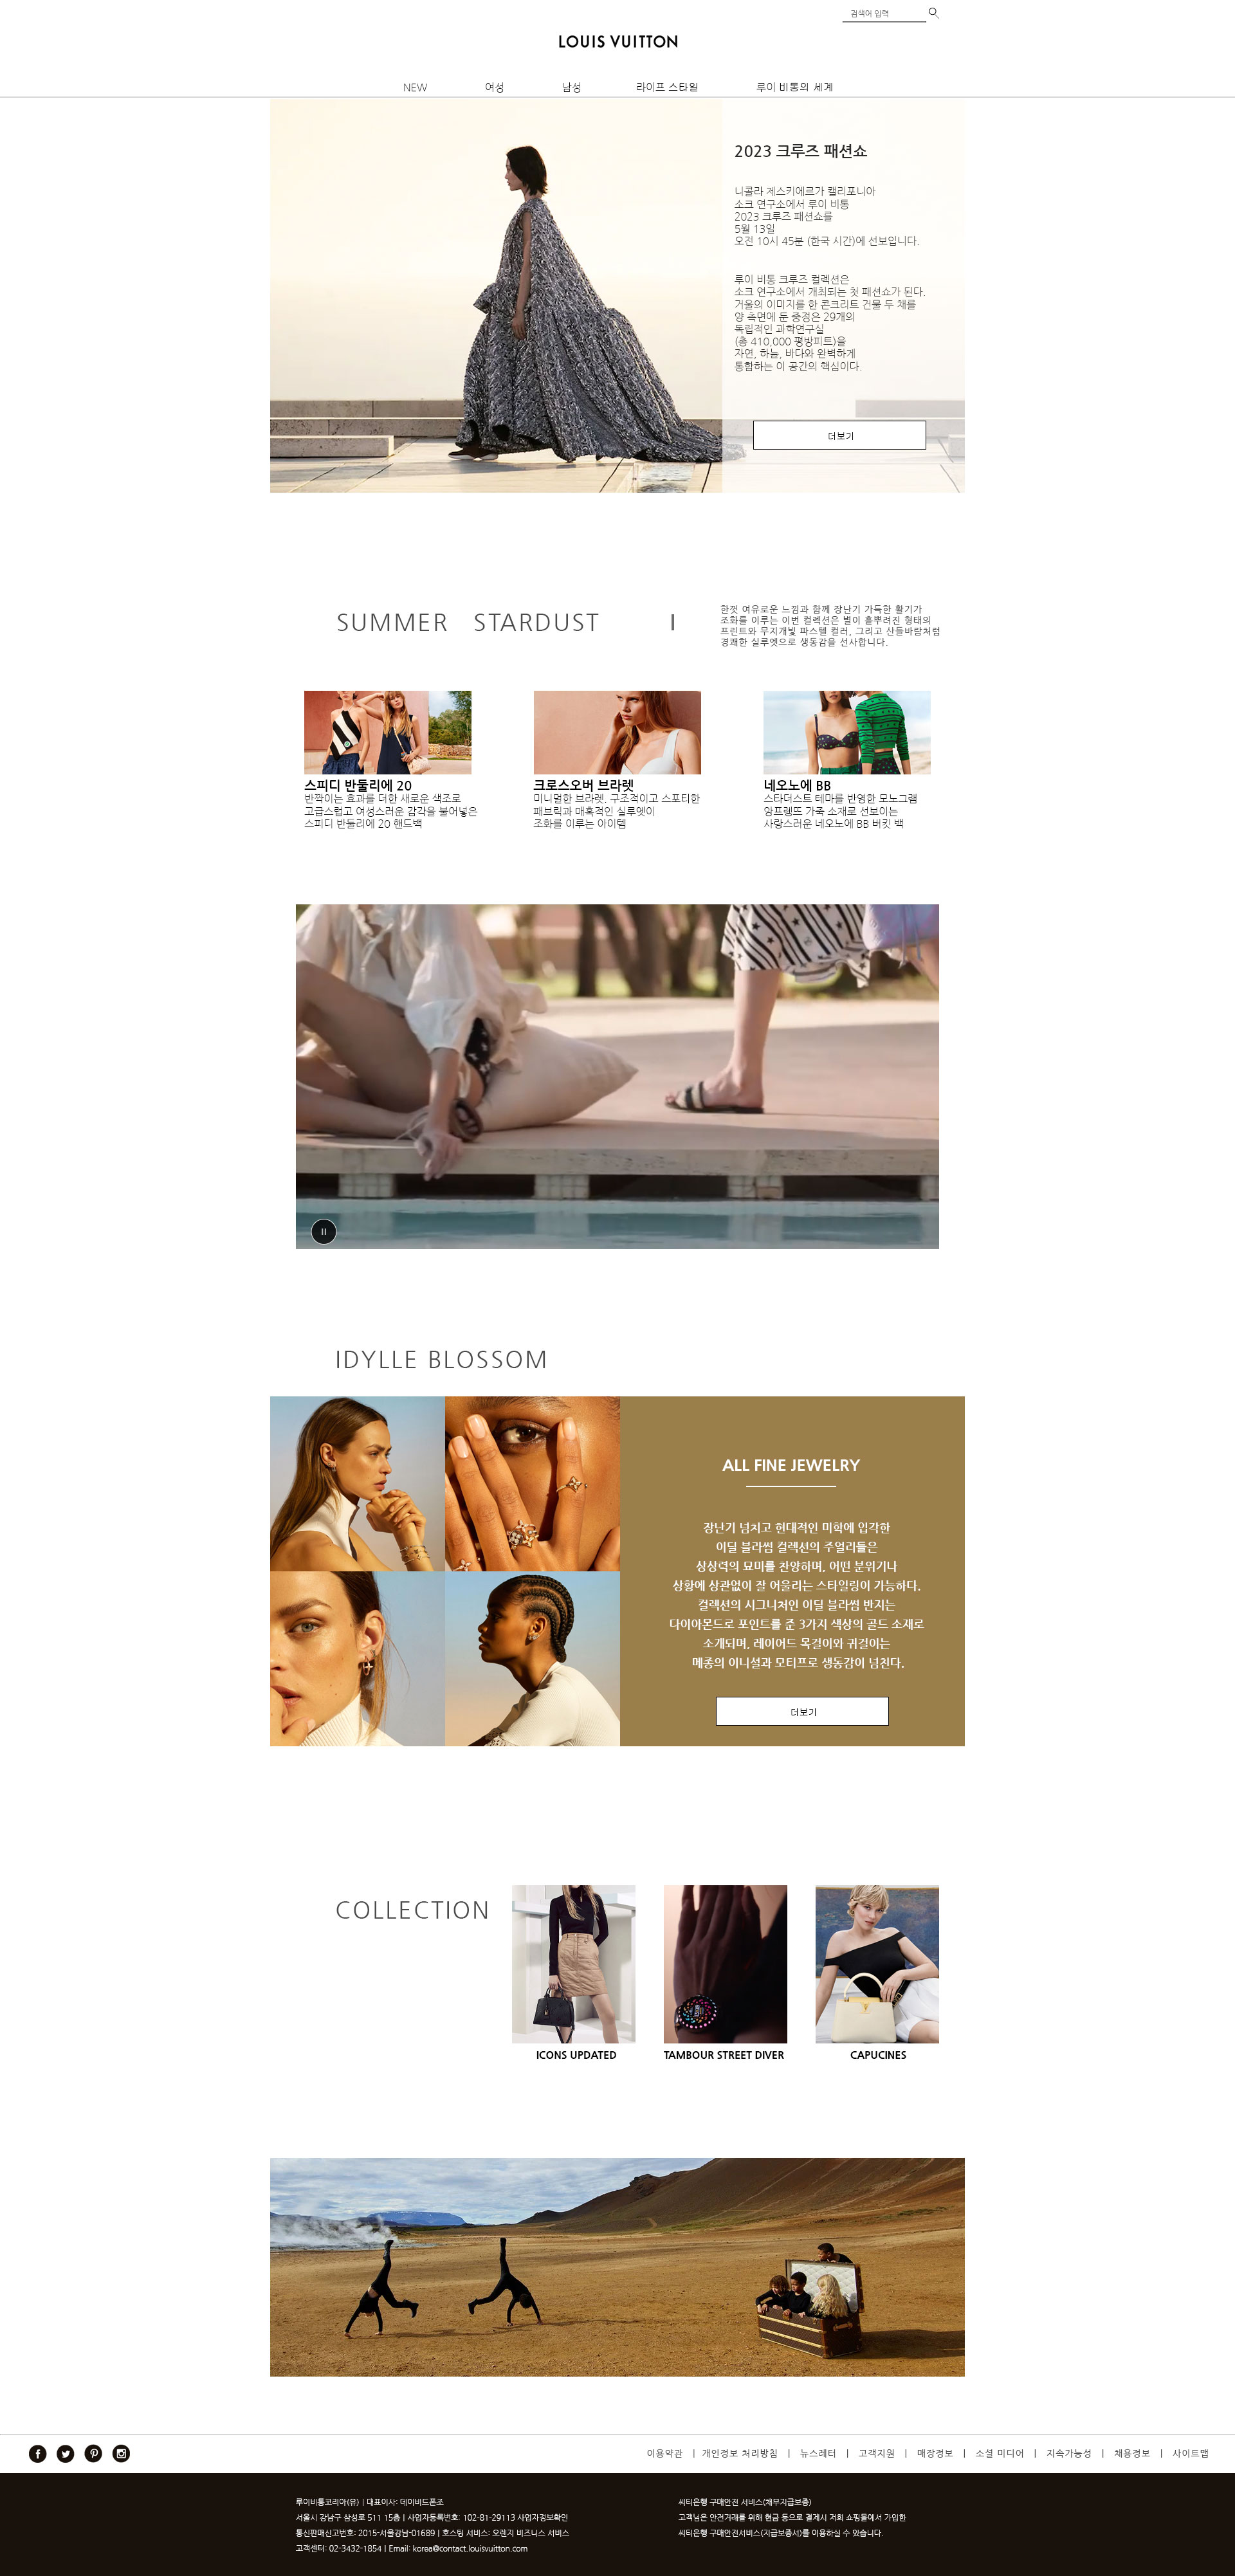 검색어 입력
LOUIS VUITTON
NEW 여성 남성 라이프 스타일 루이 비통의 세계
2023 크루즈 패션쇼
니콜라 제스키에르가 캘리포니아
소크 연구소에서 루이 비통
2023 크루즈 패션쇼를
5월 13일
오전 10시 45분 (한국 시간)에 선보입니다.
루이 비통 크루즈 컬렉션은
소크 연구소에서 개최되는 첫 패션쇼가 된다.
거울의 이미지를 한 콘크리트 건물 두 채를
양 측면에 둔 중정은 29개의
독립적인 과학연구실
(총 410,000 평방피트)을
자연, 하늘, 바다와 완벽하게
통합하는 이 공간의 핵심이다.
더보기
SUMMER STARDUST I
한껏 여유로운 느낌과 함께 장난기 가득한 활기가
조화를 이루는 이번 컬렉션은 별이 흩뿌려진 형태의
프린트와 무지개빛 파스텔 컬러, 그리고 산들바람처럼
경쾌한 실루엣으로 생동감을 선사합니다.
스피디 반둘리에 20
반짝이는 효과를 더한 새로운 색조로
고급스럽고 여성스러운 감각을 불어넣은
스피디 반둘리에 20 핸드백
크로스오버 브라렛
미니멀한 브라렛. 구조적이고 스포티한
패브릭과 매혹적인 실루엣이
조화를 이루는 아이템
네오노에 BB
스타더스트 테마를 반영한 모노그램
앙프렝뜨 가죽 소재로 선보이는
사랑스러운 네오노에 BB 버킷 백
IDYLLE BLOSSOM
ALL FINE JEWELRY
장난기 넘치고 현대적인 미학에 입각한
이딜 블라썸 컬렉션의 주얼리들은
상상력의 묘미를 찬양하며, 어떤 분위기나
상황에 상관없이 잘 어울리는 스타일링이 가능하다.
컬렉션의 시그니처인 이딜 블라썸 반지는
다이아몬드로 포인트를 준 3가지 색상의 골드 소재로
소개되며, 레이어드 목걸이와 귀걸이는
메종의 이니셜과 모티프로 생동감이 넘친다.
더보기
COLLECTION
ICONS UPDATED
TAMBOUR STREET DIVER
CAPUCINES
이용약관 | 개인정보 처리방침 | 뉴스레터 | 고객지원 | 매장정보 | 소셜 미디어 | 지속가능성 | 채용정보 | 사이트맵
루이비통코리아(유) | 대표이사: 데이비드폰조
서울시 강남구 삼성로 511 15층 | 사업자등록번호: 102-81-29113 사업자정보확인
통신판매신고번호: 2015-서울강남-01689 | 호스팅 서비스: 오렌지 비즈니스 서비스
고객센터: 02-3432-1854 | Email: korea@contact.louisvuitton.com
씨티은행 구매안전 서비스(채무지급보증)
고객님은 안전거래를 위해 현금 등으로 결제시 저희 쇼핑몰에서 가입한
씨티은행 구매안전서비스(지급보증서)를 이용하실 수 있습니다.